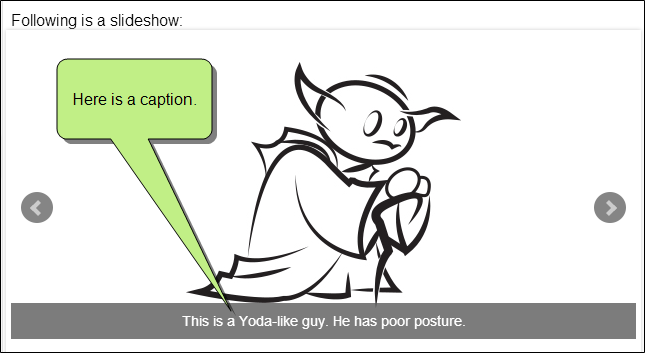 Following is a slideshow:
Here is a caption.
This is a Yoda-like guy. He has poor posture.